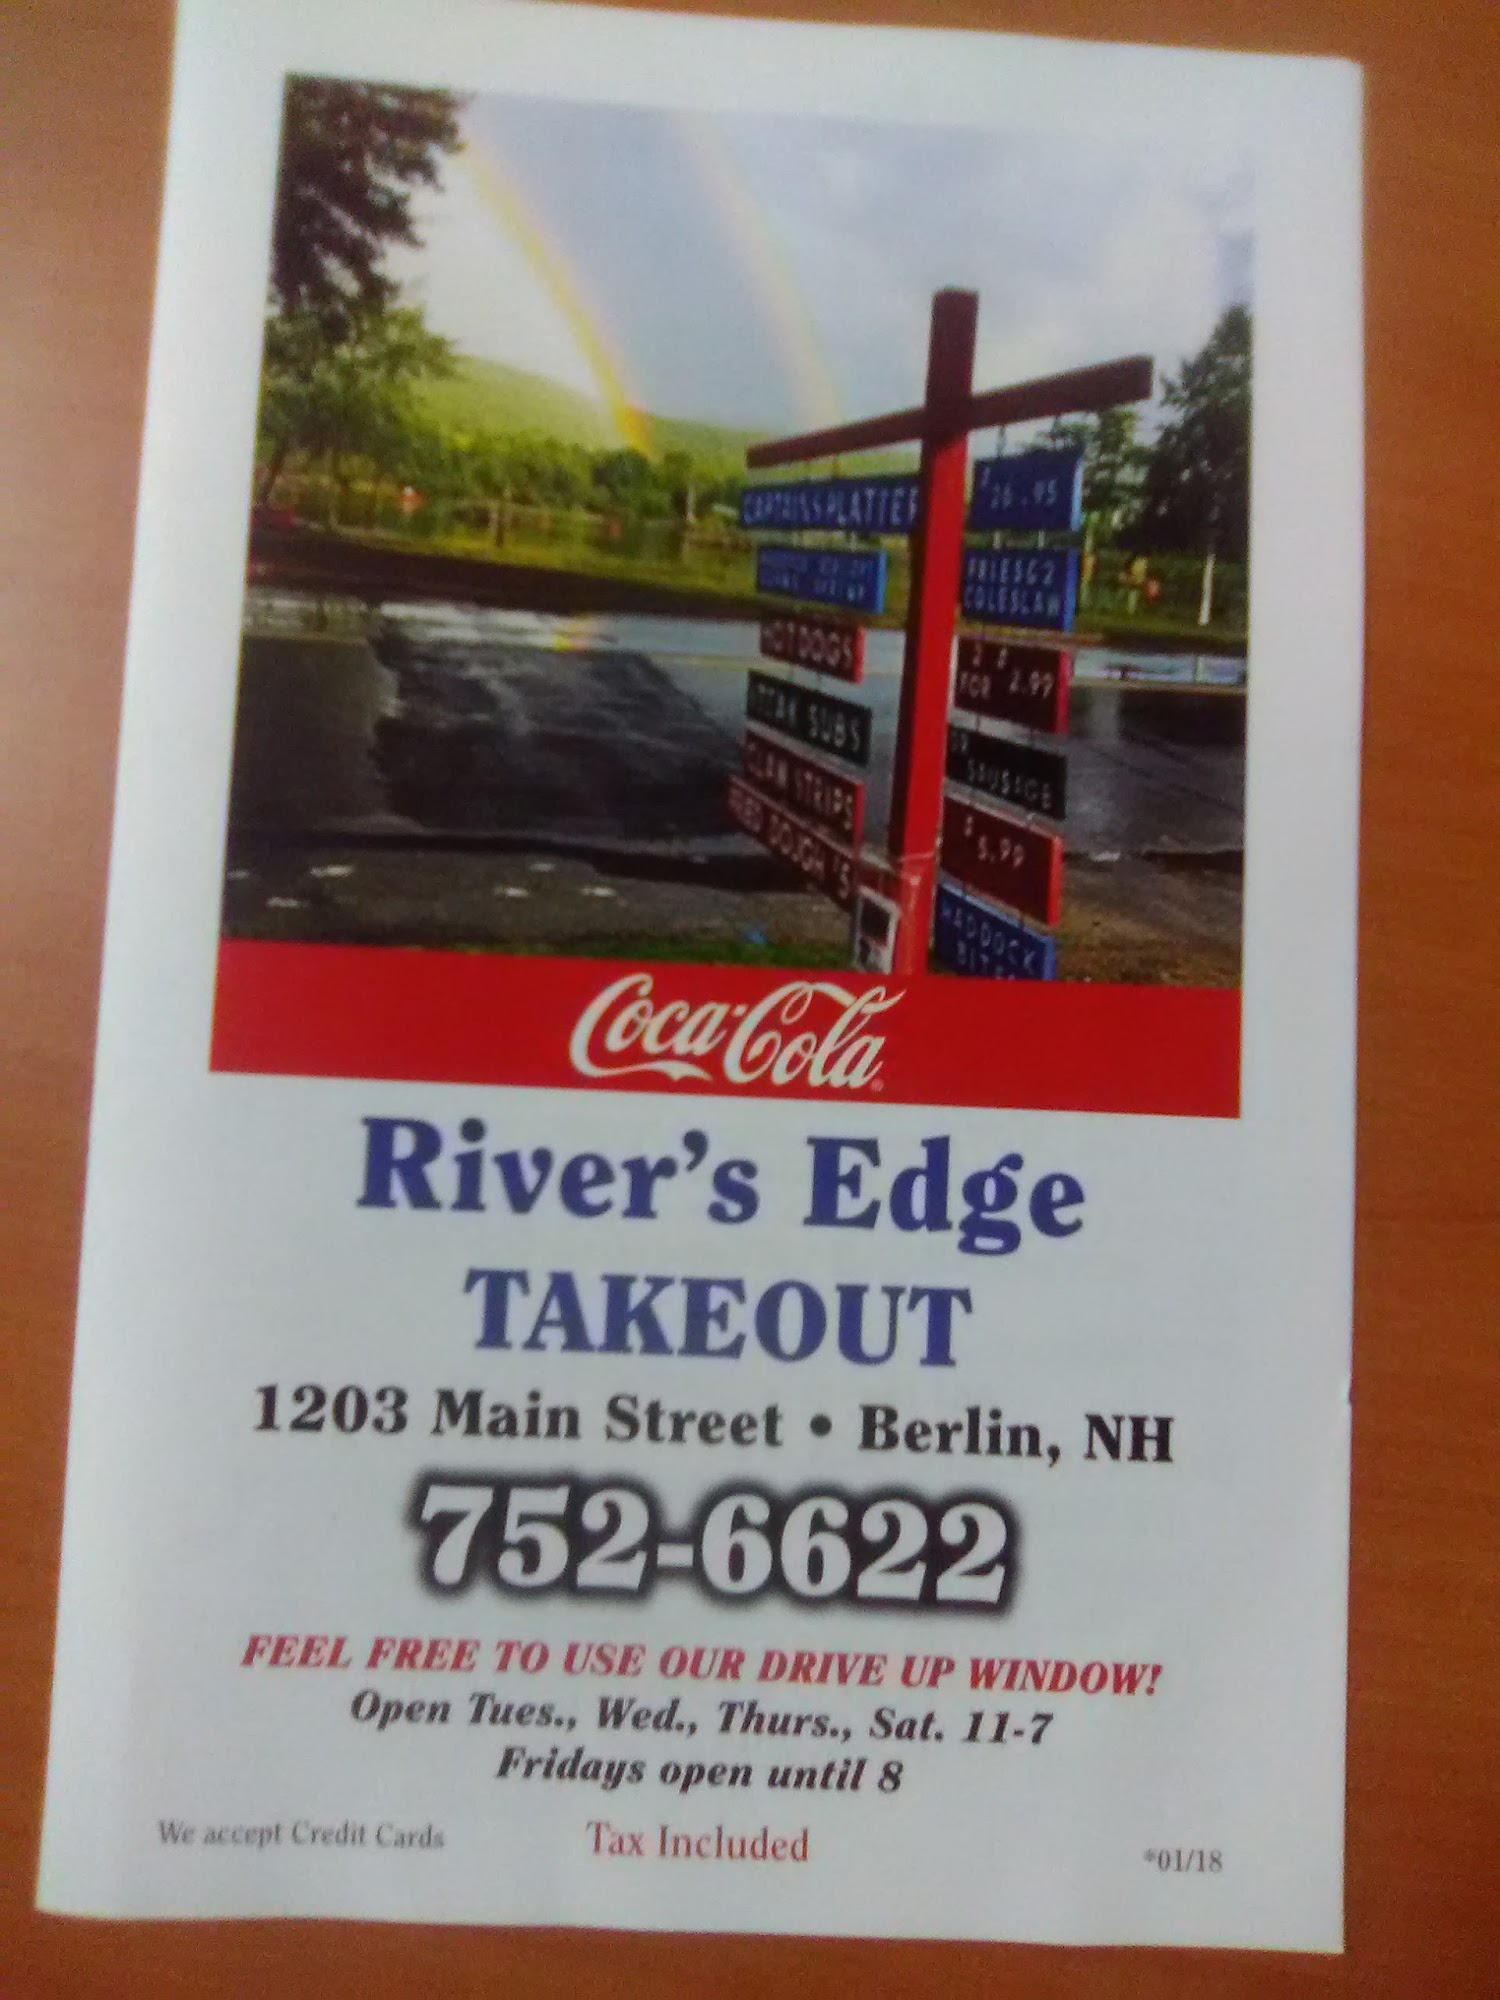 CAPTAINS PLATTER
$ 26.95
FRIES & 2
COLESLAW
HOTDOGS
2 $
FOR 2.99
STEAK SUBS
OR
SAUSAGE
CLAM STRIPS
$
5.99
DOUGH'S
HADDOCK
BITES
Coca-Cola
River's Edge
TAKEOUT
1203 Main Street • Berlin, NH
752-6622
FEEL FREE TO USE OUR DRIVE UP WINDOW!
Open Tues., Wed., Thurs., Sat. 11-7
Fridays open until 8
We accept Credit Cards
Tax Included
*01/18